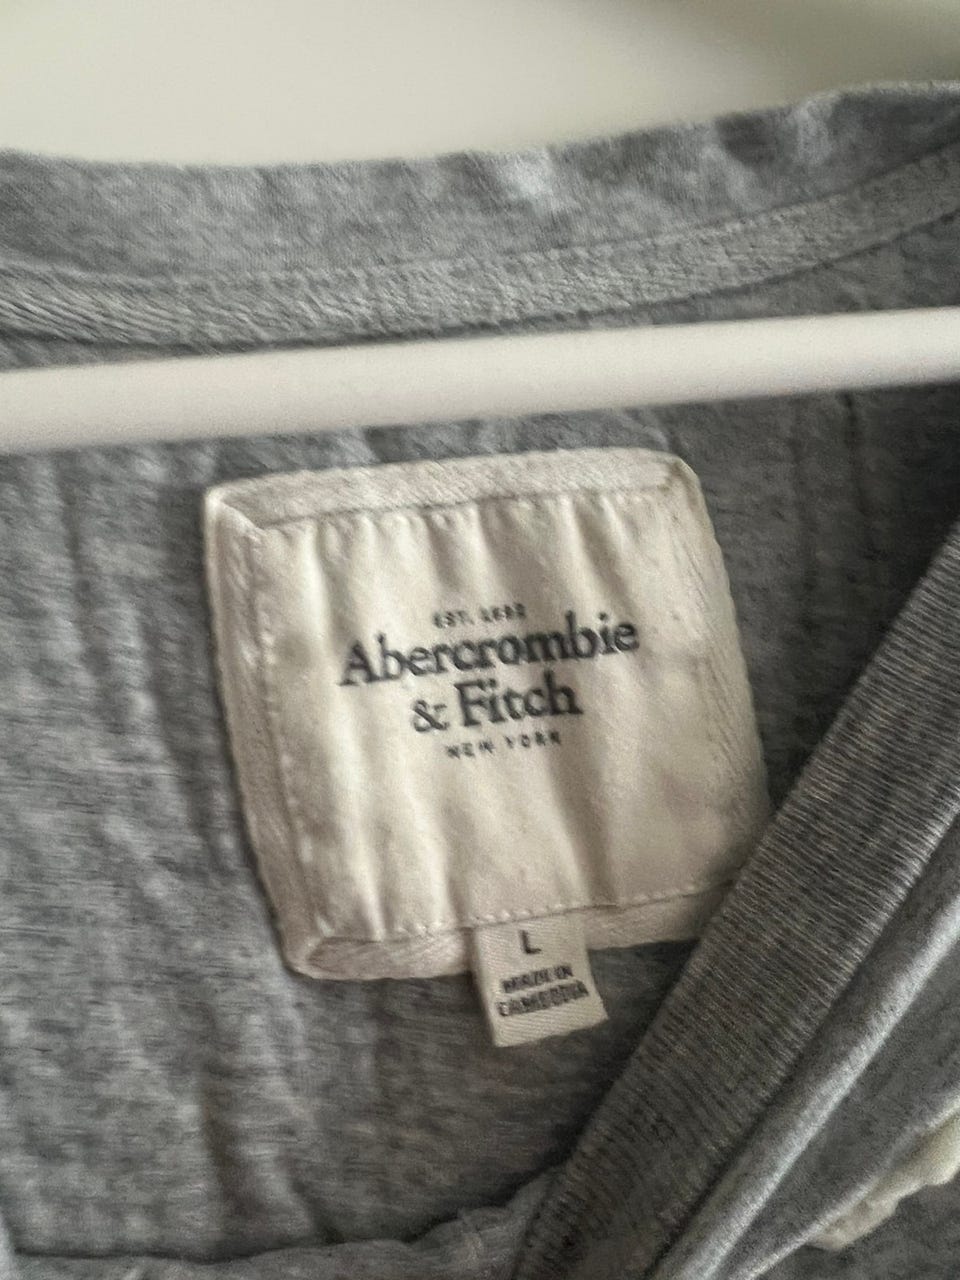 EST. 1892
Abercrombie
& Fitch
NEW YORK
L
MADE IN
CAMBODIA